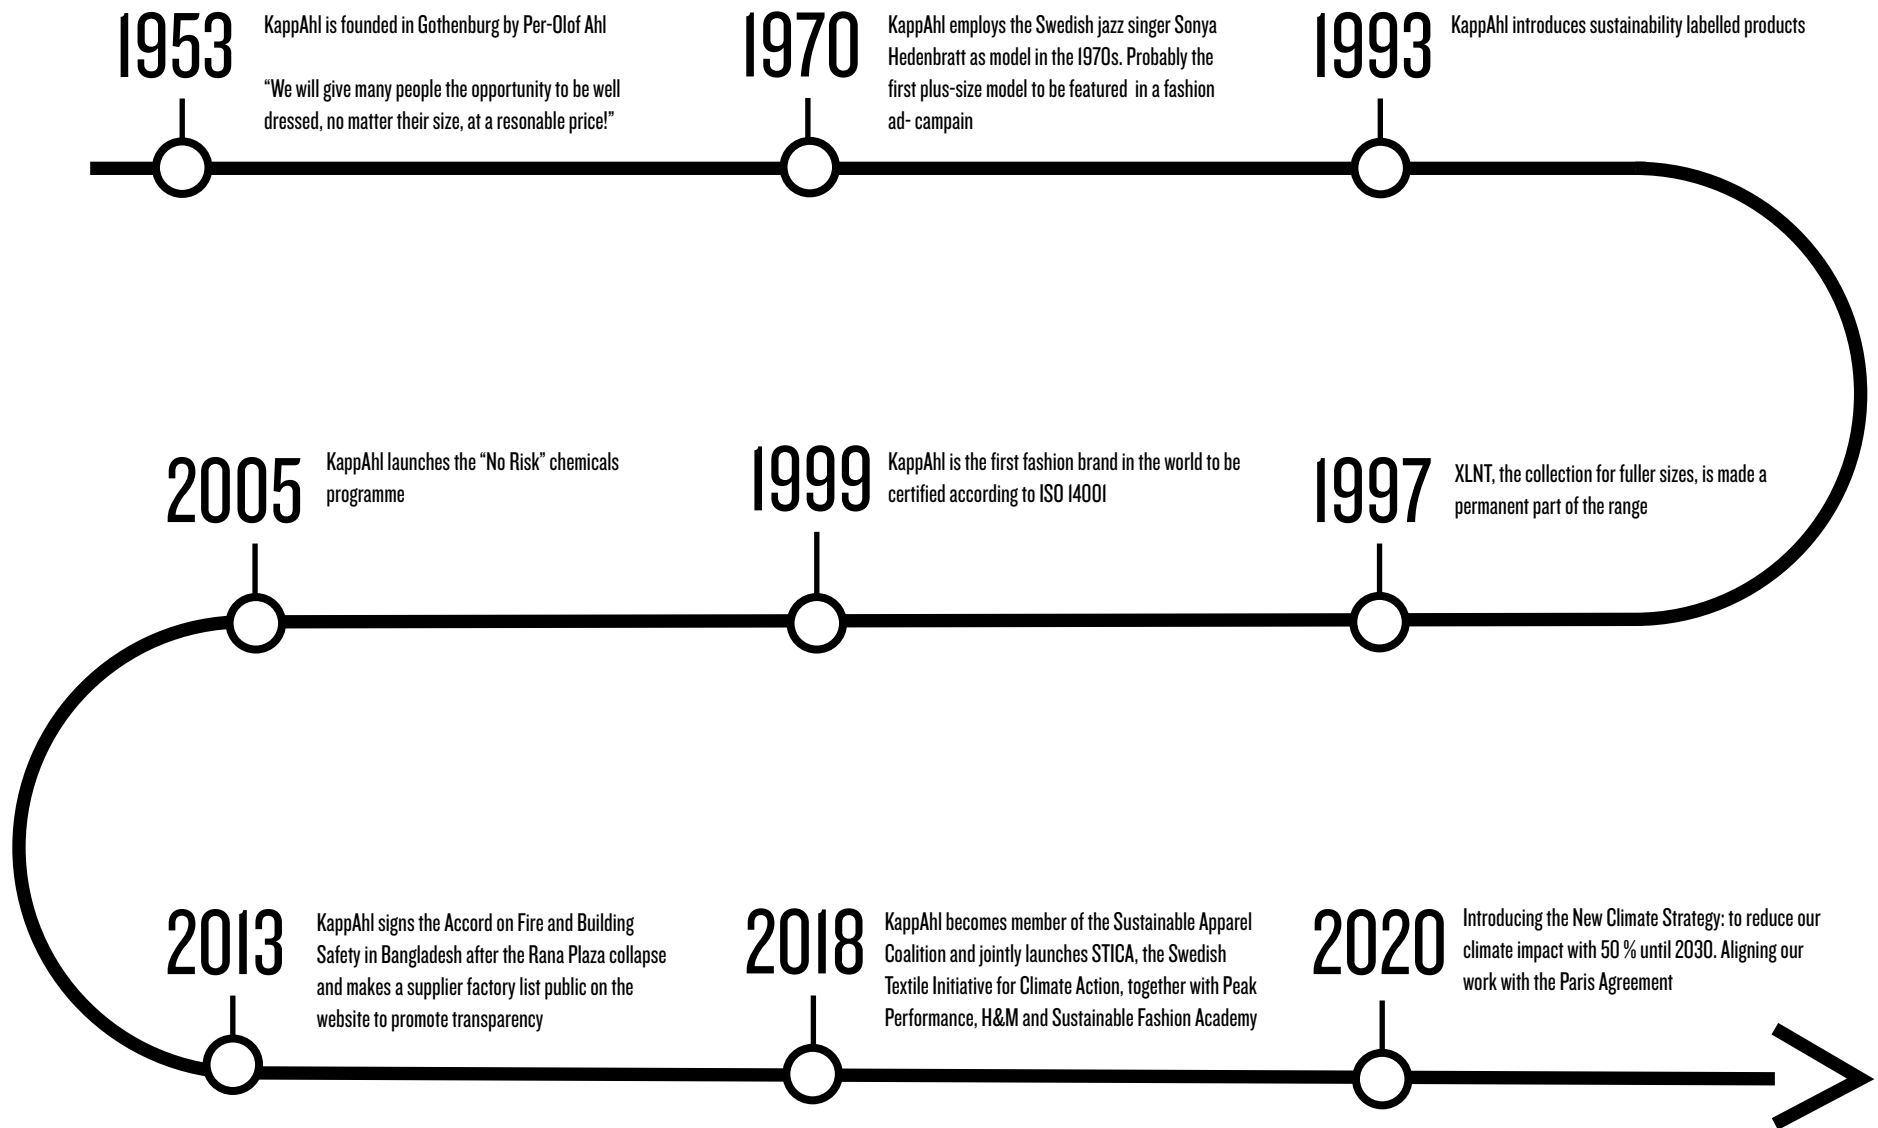 1953
KappAhl is founded in Gothenburg by Per-Olof Ahl
“We will give many people the opportunity to be well
dressed, no matter their size, at a resonable price!”
1970
KappAhl employs the Swedish jazz singer Sonya
Hedenbratt as model in the 1970s. Probably the
first plus-size model to be featured in a fashion
ad- campain
1993
KappAhl introduces sustainability labelled products
1997
XLNT, the collection for fuller sizes, is made a
permanent part of the range
1999
KappAhl is the first fashion brand in the world to be
certified according to ISO 14001
2005
KappAhl launches the “No Risk” chemicals
programme
2013
KappAhl signs the Accord on Fire and Building
Safety in Bangladesh after the Rana Plaza collapse
and makes a supplier factory list public on the
website to promote transparency
2018
KappAhl becomes member of the Sustainable Apparel
Coalition and jointly launches STICA, the Swedish
Textile Initiative for Climate Action, together with Peak
Performance, H&M and Sustainable Fashion Academy
2020
Introducing the New Climate Strategy: to reduce our
climate impact with 50 % until 2030. Aligning our
work with the Paris Agreement